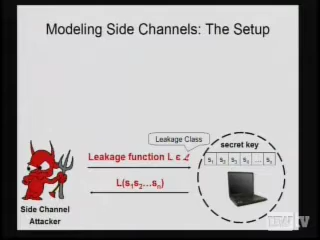 Modeling Side Channels: The Setup
Leakage Class
secret key
Leakage function L ε ℒ
s₁ s₂ s₃ s₄ ... sₙ
L(s₁s₂...sₙ)
Side Channel
Attacker